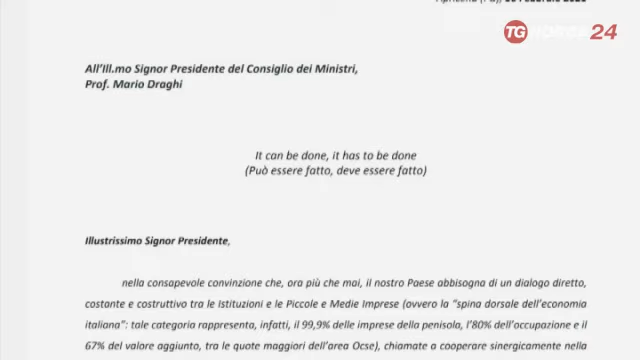 TG NORBA 24
All'Ill.mo Signor Presidente del Consiglio dei Ministri,
Prof. Mario Draghi
It can be done, it has to be done
(Può essere fatto, deve essere fatto)
Illustrissimo Signor Presidente,
nella consapevole convinzione che, ora più che mai, il nostro Paese abbisogna di un dialogo diretto,
costante e costruttivo tra le Istituzioni e le Piccole e Medie Imprese (ovvero la "spina dorsale dell'economia
italiana": tale categoria rappresenta, infatti, il 99,9% delle imprese della penisola, l'80% dell'occupazione e il
67% del valore aggiunto, tra le quote maggiori dell'area Ocse), chiamate a cooperare sinergicamente nella